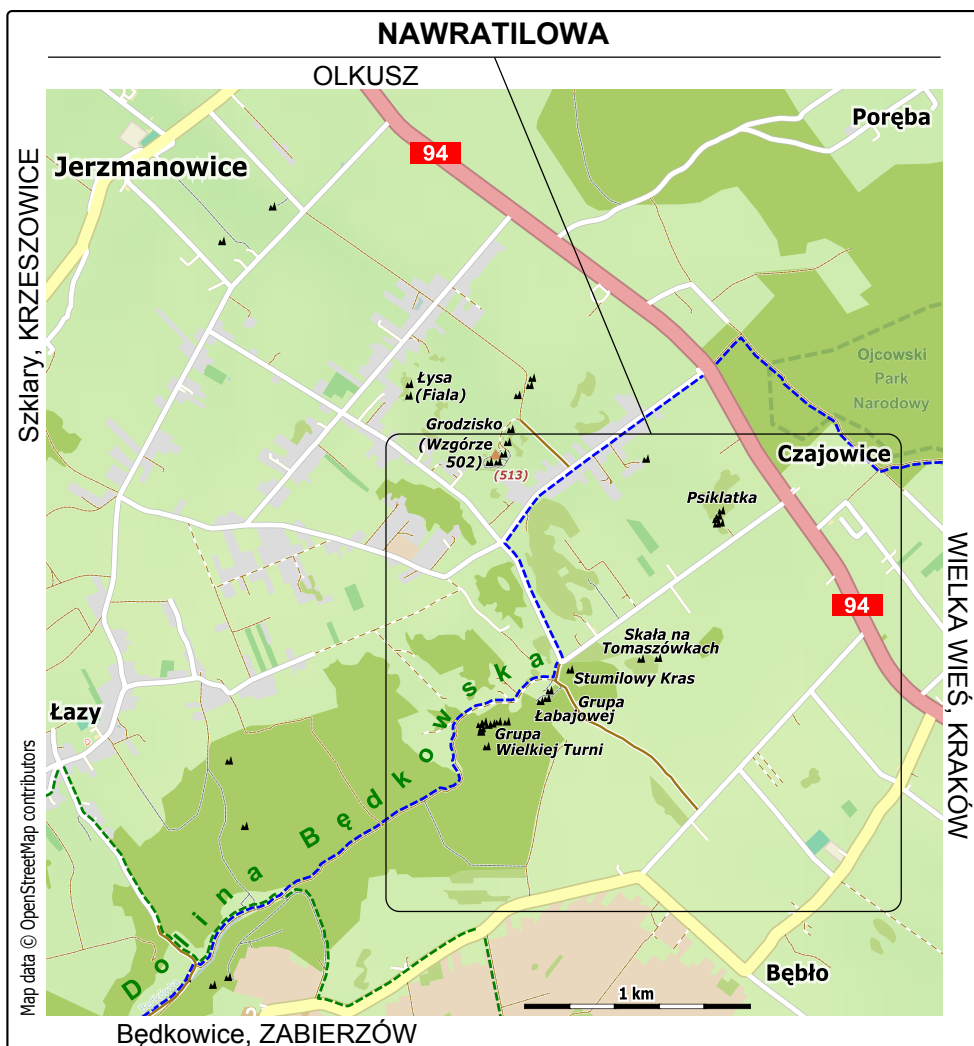 NAWRATILOWA
OLKUSZ
Poręba
94
Jerzmanowice
Szklary, KRZESZOWICE
Ojcowski
Park
Narodowy
Łysa
(Fiala)
Grodzisko
(Wzgórze
502)
(513)
Czajowice
Psiklatka
WIELKA WIEŚ, KRAKÓW
94
Skała na
Tomaszówkach
Stumilowy Kras
Grupa
Łabajowej
Grupa
Wielkiej Turni
Łazy
Dolina Będkowska
Map data © OpenStreetMap contributors
Bębło
1 km
Będkowice, ZABIERZÓW